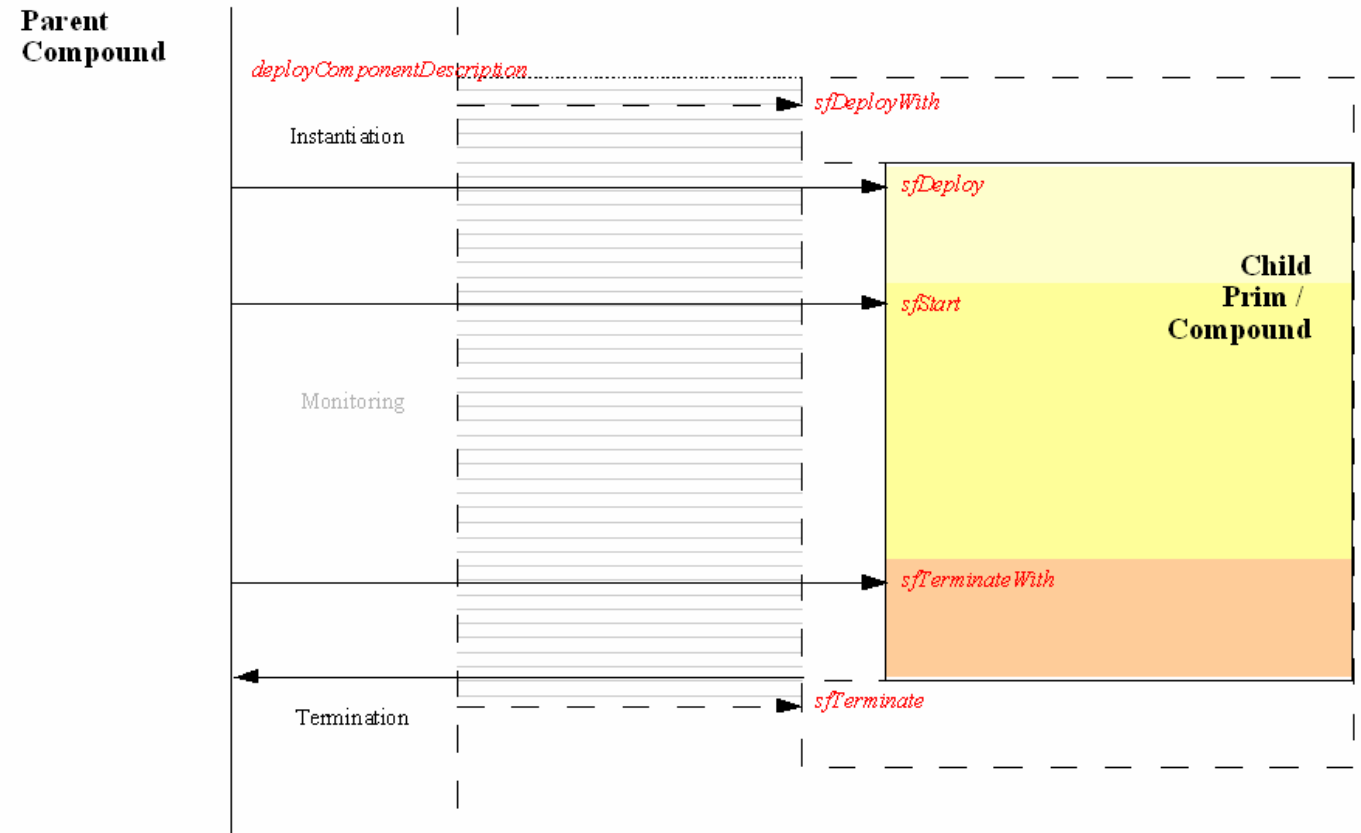 Parent
Compound
deployComponentDescription
sfDeployWith
Instantiation
sfDeploy
Child
Prim /
Compound
sfStart
Monitoring
sfTerminateWith
sfTerminate
Termination